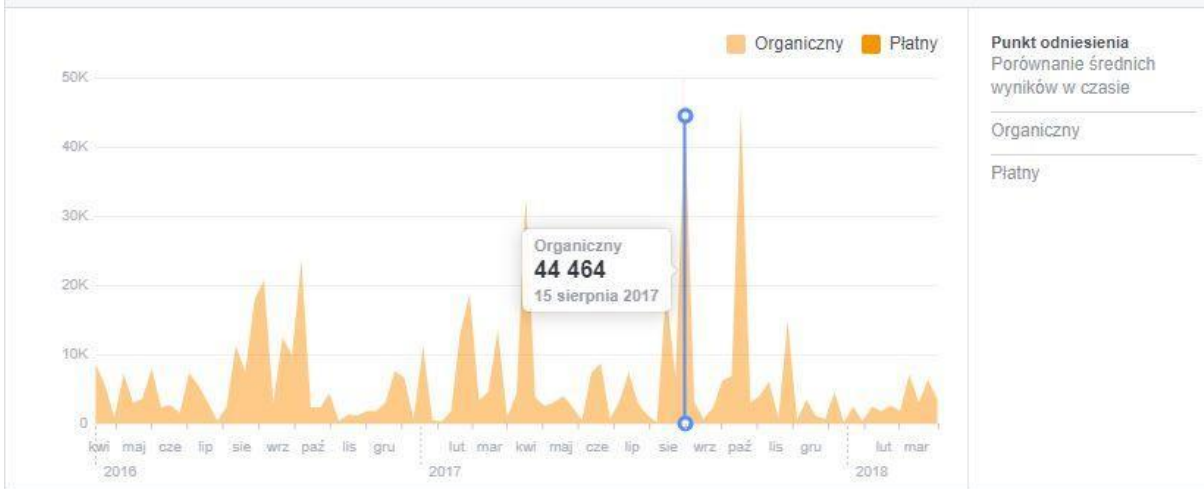 Organiczny Płatny
50K
40K
30K
20K
10K
0
Organiczny
44 464
15 sierpnia 2017
kwi maj cze lip sie wrz paź lis gru lut mar kwi maj cze lip sie wrz paź lis gru lut mar
2016 2017 2018
Punkt odniesienia
Porównanie średnich
wyników w czasie
Organiczny
Płatny